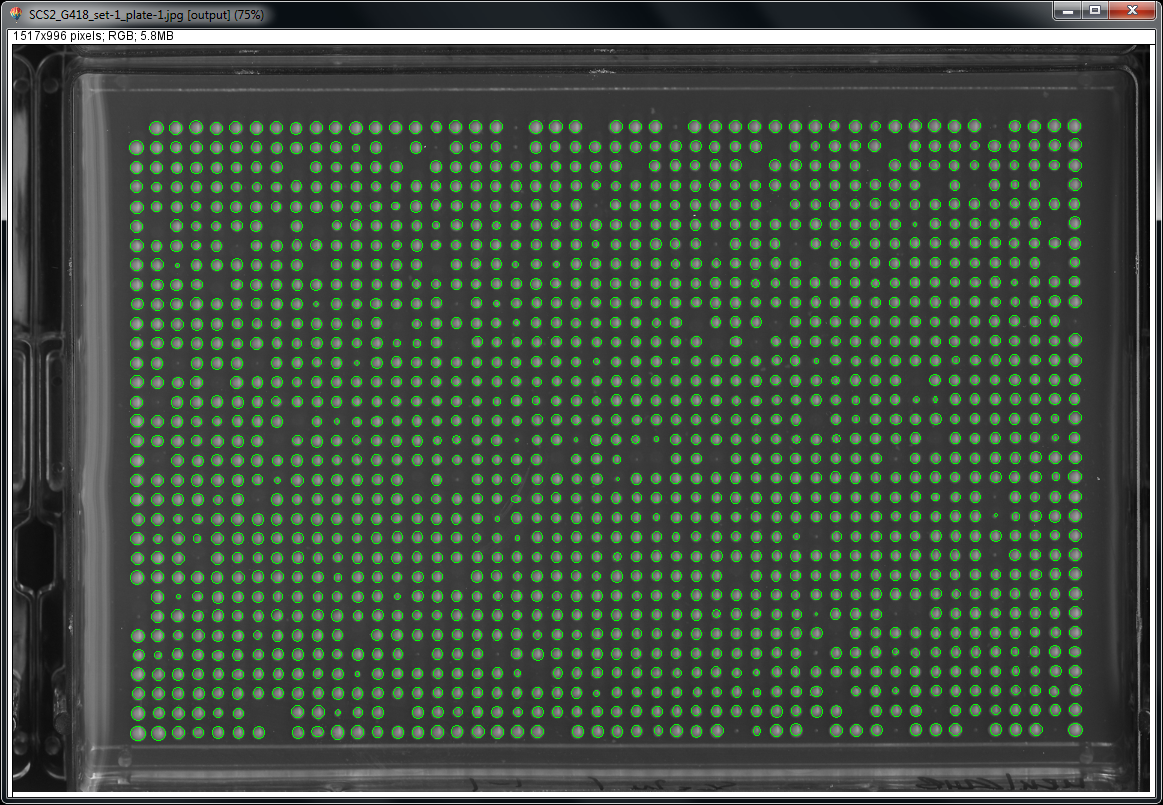 SCS2_G418_set-1_plate-1.jpg [output] (75%)
1517x996 pixels; RGB; 5.8MB